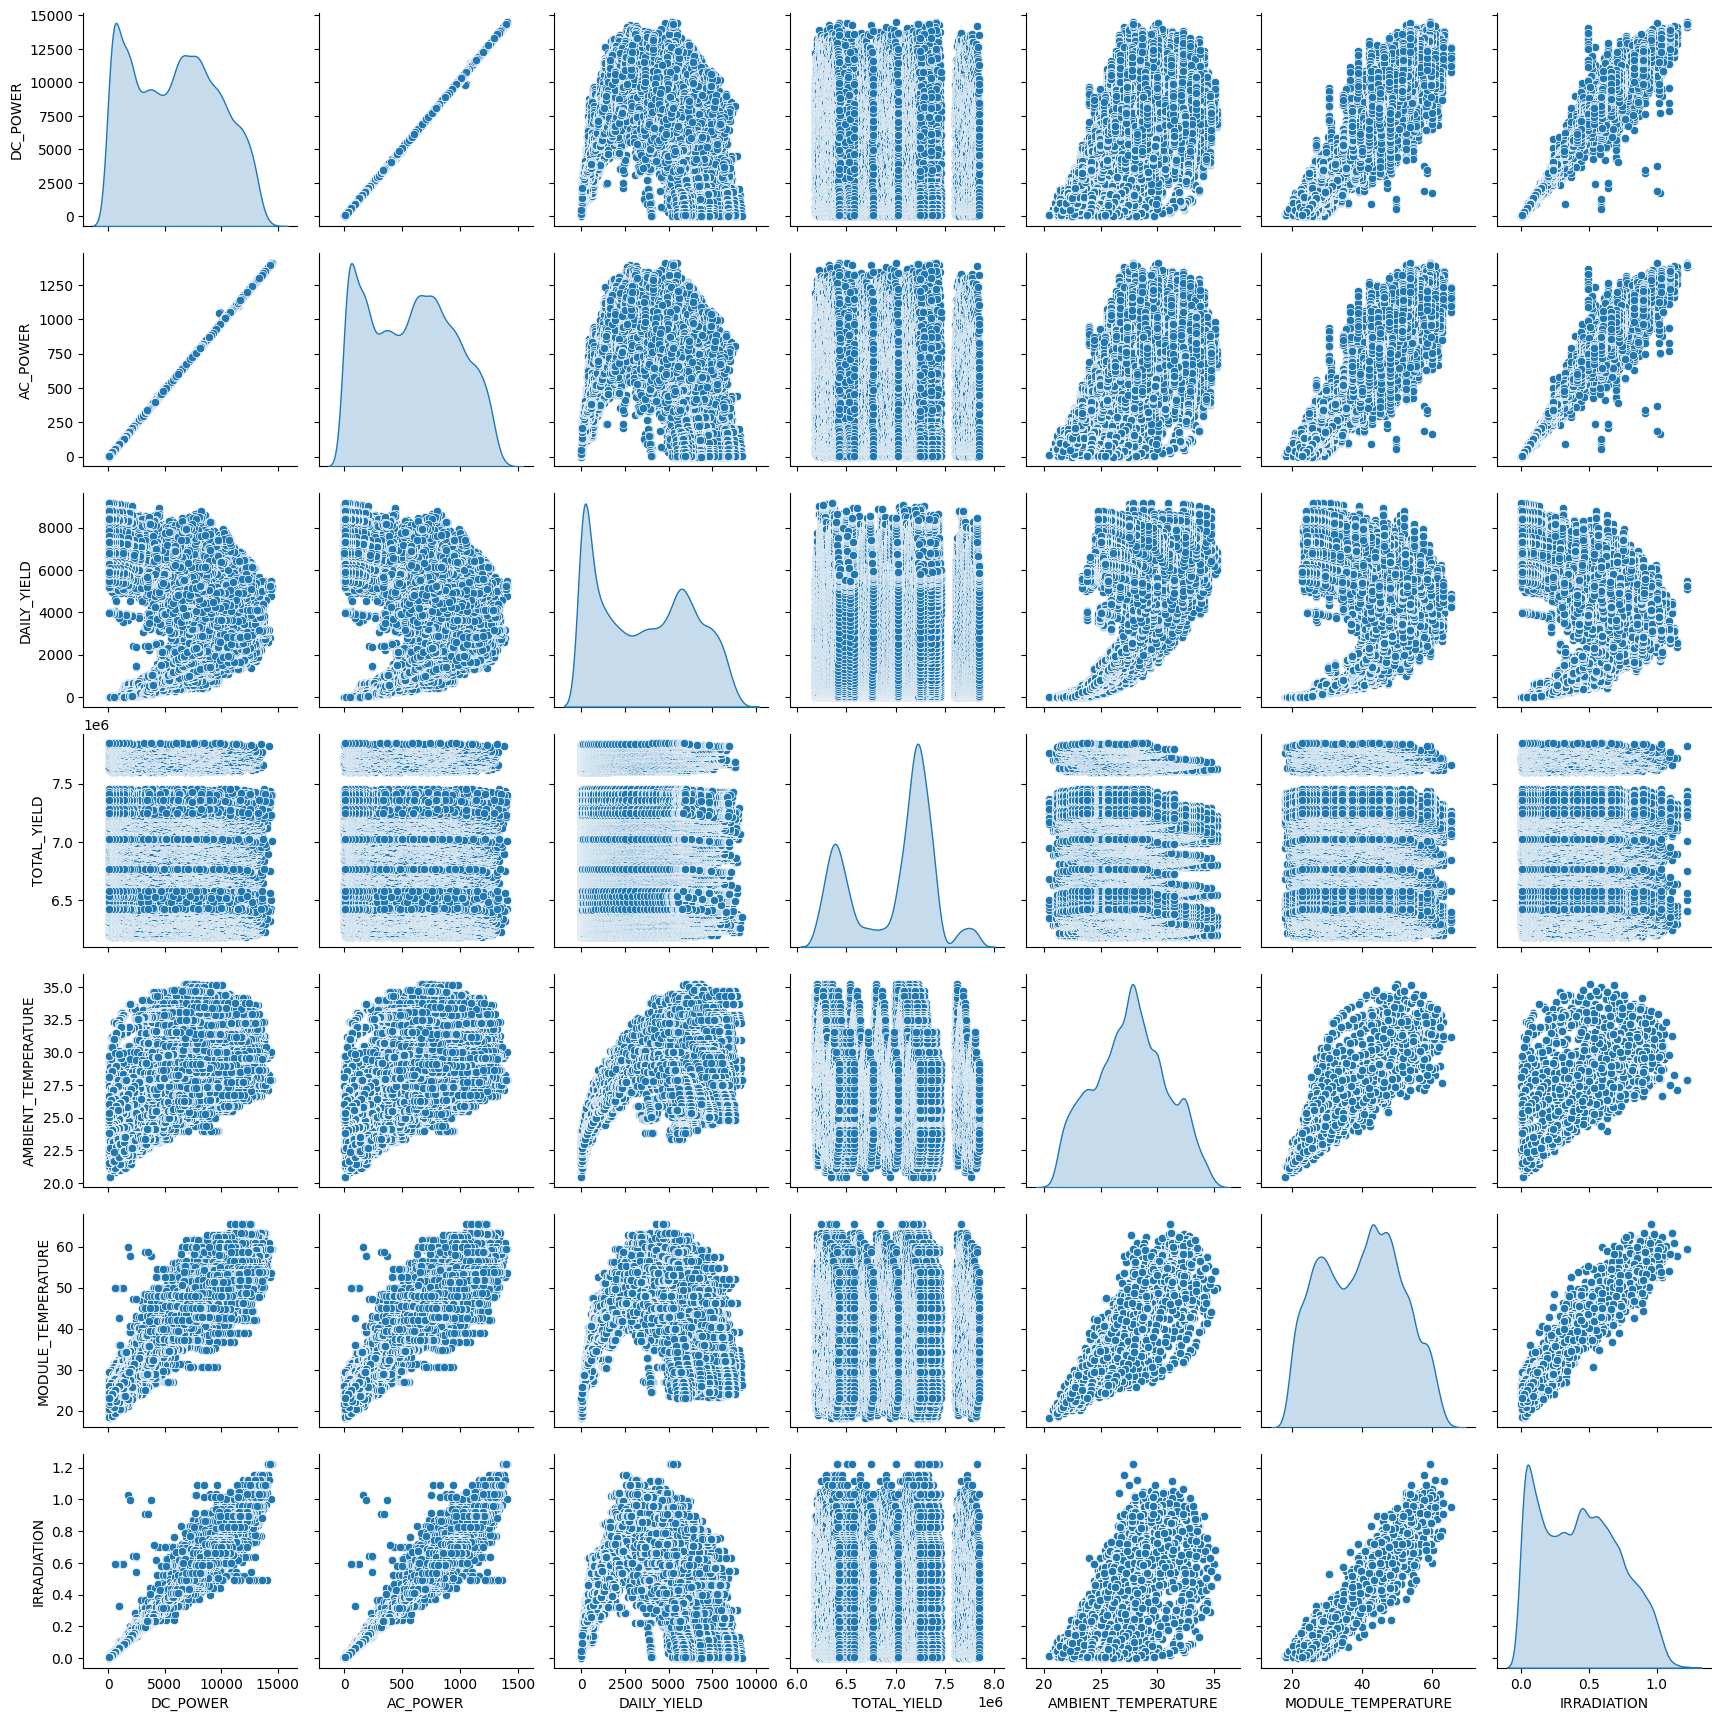 15000
12500
10000
7500
5000
2500
0
DC_POWER
1250
1000
750
500
250
0
AC_POWER
8000
6000
4000
2000
0
DAILY_YIELD
1e6
7.5
7.0
6.5
TOTAL_YIELD
35.0
32.5
30.0
27.5
25.0
22.5
20.0
AMBIENT_TEMPERATURE
60
50
40
30
20
MODULE_TEMPERATURE
1.2
1.0
0.8
0.6
0.4
0.2
0.0
IRRADIATION
0 5000 10000 15000
DC_POWER
0 500 1000 1500
AC_POWER
0 2500 5000 7500 10000
DAILY_YIELD
6.0 6.5 7.0 7.5 8.0
TOTAL_YIELD
1e6
20 25 30 35
AMBIENT_TEMPERATURE
20 40 60
MODULE_TEMPERATURE
0.0 0.5 1.0
IRRADIATION